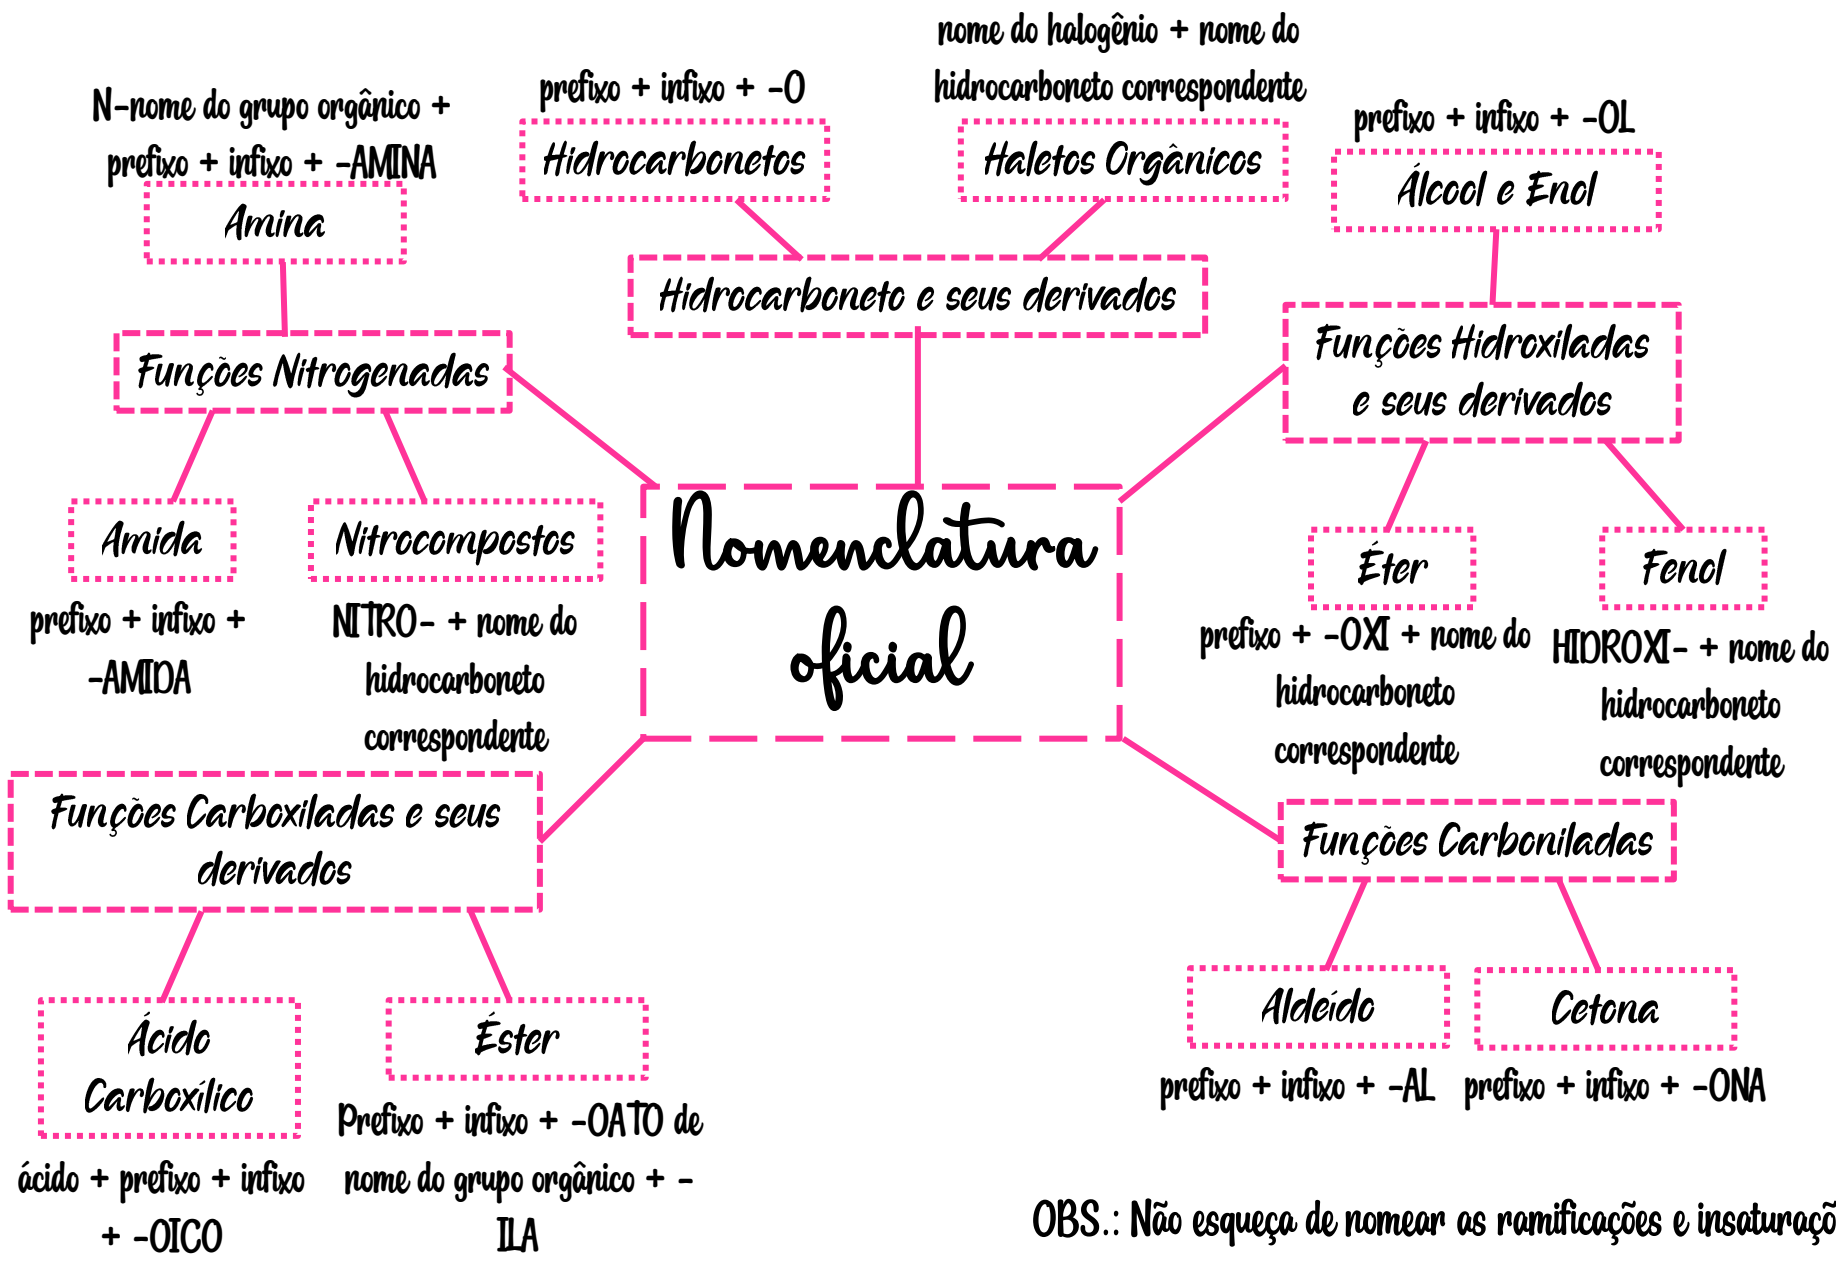 nome do halogênio + nome do
hidrocarboneto correspondente
Haletos Orgânicos
prefixo + infixo + -O
Hidrocarbonetos
Hidrocarboneto e seus derivados
N-nome do grupo orgânico +
prefixo + infixo + -AMINA
Amina
Funções Nitrogenadas
Amida
prefixo + infixo +
-AMIDA
Nitrocompostos
NITRO- + nome do
hidrocarboneto
correspondente
prefixo + infixo + -OL
Álcool e Enol
Funções Hidroxiladas
e seus derivados
Éter
prefixo + -OXI + nome do
hidrocarboneto
correspondente
Fenol
HIDROXI- + nome do
hidrocarboneto
correspondente
Nomenclatura
oficial
Funções Carboxiladas e seus
derivados
Ácido
Carboxílico
ácido + prefixo + infixo
+ -OICO
Éster
Prefixo + infixo + -OATO de
nome do grupo orgânico + -
ILA
Funções Carboniladas
Aldeído
prefixo + infixo + -AL
Cetona
prefixo + infixo + -ONA
OBS.: Não esqueça de nomear as ramificações e insaturaçõ